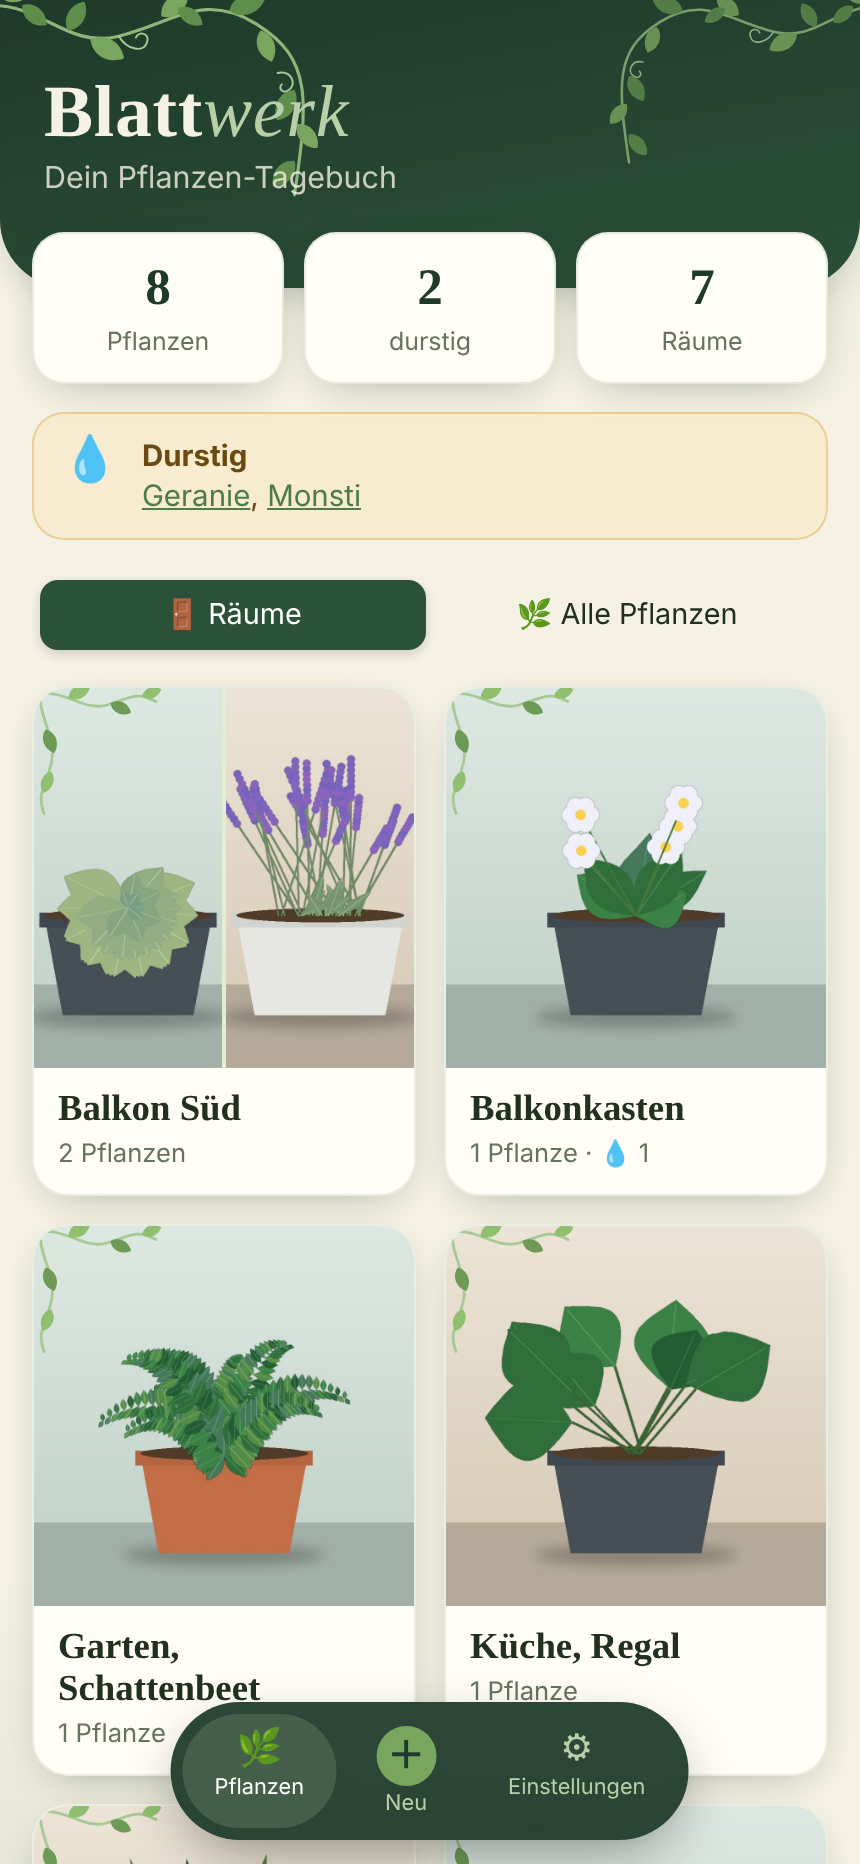 Blattwerk
Dein Pflanzen-Tagebuch
8
Pflanzen
2
durstig
7
Räume
Durstig
Geranie, Monsti
Räume
Alle Pflanzen
Balkon Süd
2 Pflanzen
Balkonkasten
1 Pflanze · 💧 1
Garten,
Schattenbeet
1 Pflanze
Küche, Regal
1 Pflanze
Pflanzen
Neu
Einstellungen